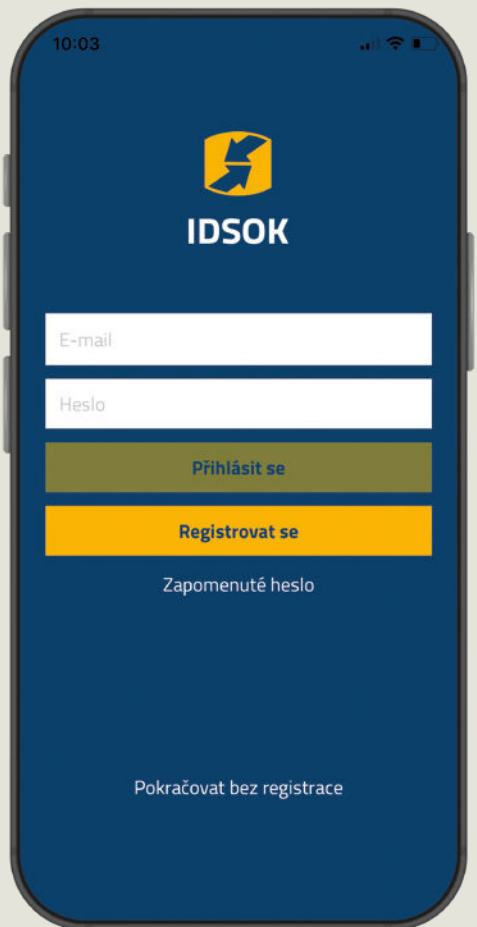 10:03
IDSOK
E-mail
Heslo
Přihlásit se
Registrovat se
Zapomenuté heslo
Pokračovat bez registrace